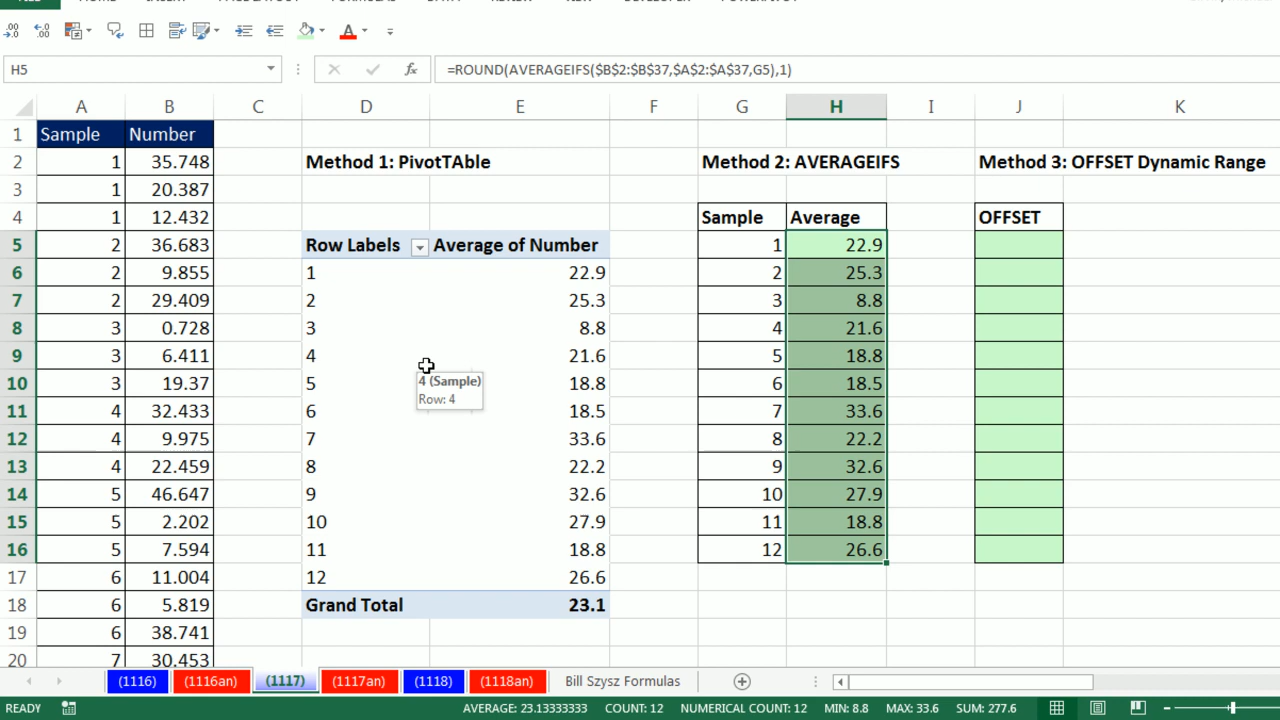 H5
=ROUND(AVERAGEIFS($B$2:$B$37,$A$2:$A$37,G5),1)
A B C D E F G H I J K
1 Sample Number
2 1 35.748 Method 1: PivotTAble Method 2: AVERAGEIFS Method 3: OFFSET Dynamic Range
3 1 20.387
4 1 12.432 Sample Average OFFSET
5 2 36.683 Row Labels Average of Number 1 22.9
6 2 9.855 1 22.9 2 25.3
7 2 29.409 2 25.3 3 8.8
8 3 0.728 3 8.8 4 21.6
9 3 6.411 4 21.6 5 18.8
10 3 19.37 5 18.8 6 18.5
4 (Sample)
Row: 4
11 4 32.433 6 18.5 7 33.6
12 4 9.975 7 33.6 8 22.2
13 4 22.459 8 22.2 9 32.6
14 5 46.647 9 32.6 10 27.9
15 5 2.202 10 27.9 11 18.8
16 5 7.594 11 18.8 12 26.6
17 6 11.004 12 26.6
18 6 5.819 Grand Total 23.1
19 6 38.741
20 7 30.453
(1116) (1116an) (1117) (1117an) (1118) (1118an) Bill Szysz Formulas
READY AVERAGE: 23.13333333 COUNT: 12 NUMERICAL COUNT: 12 MIN: 8.8 MAX: 33.6 SUM: 277.6